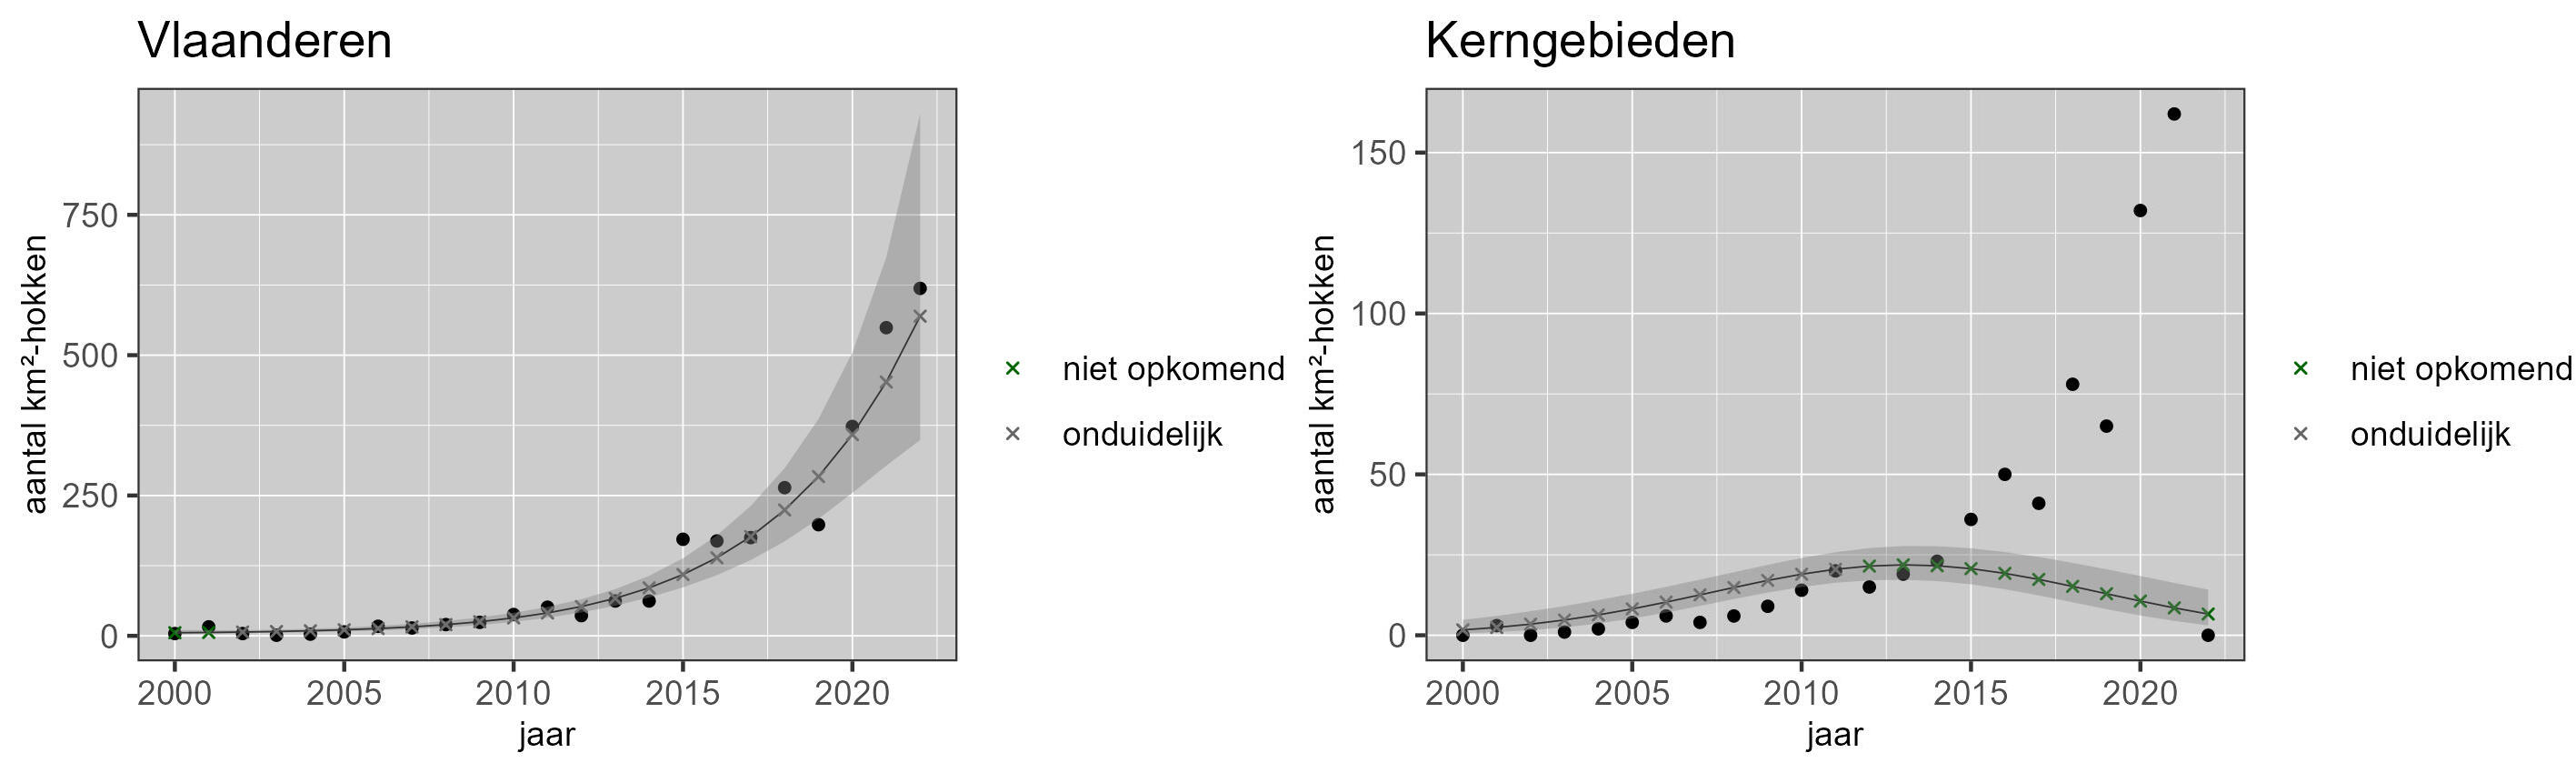 Vlaanderen
aantal km²-hokken
750
500
250
0
2000 2005 2010 2015 2020
jaar
niet opkomend
onduidelijk
Kerngebieden
aantal km²-hokken
150
100
50
0
2000 2005 2010 2015 2020
jaar
niet opkomend
onduidelijk